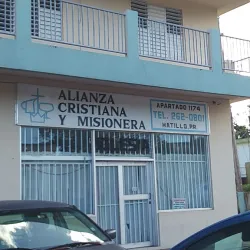 ALIANZA
CRISTIANA
Y MISIONERA
APARTADO 1174
TEL. 262-0801
HATILLO, PR.